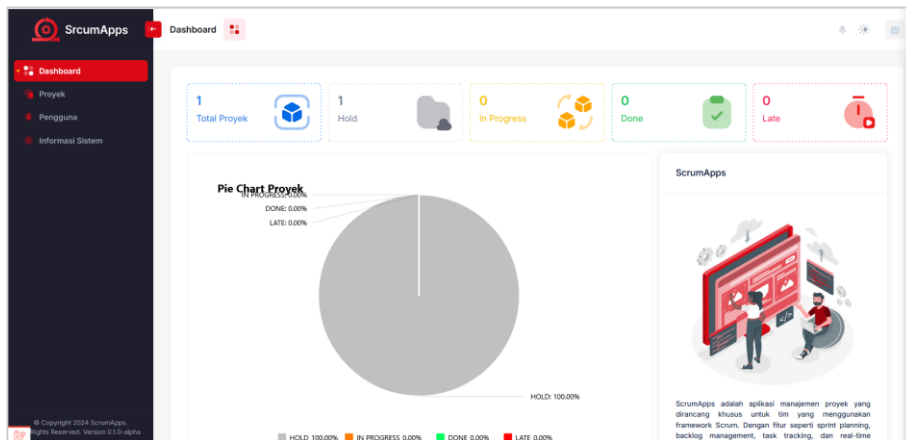 SrcumApps
Dashboard
Dashboard
Proyek
Pengguna
Informasi Sistem
1
Total Proyek
1
Hold
0
In Progress
0
Done
0
Late
Pie Chart Proyek
IN PROGRESS: 0.00%
DONE: 0.00%
LATE: 0.00%
HOLD: 100.00%
HOLD 100.00% IN PROGRESS 0.00% DONE 0.00% LATE 0.00%
ScrumApps
ScrumApps adalah aplikasi manajemen proyek yang
dirancang khusus untuk tim yang menggunakan
framework Scrum. Dengan fitur seperti sprint planning,
backlog management, task tracking, dan real-time
© Copyright 2024 ScrumApps.
Rights Reserved. Version 0.1.0-alpha